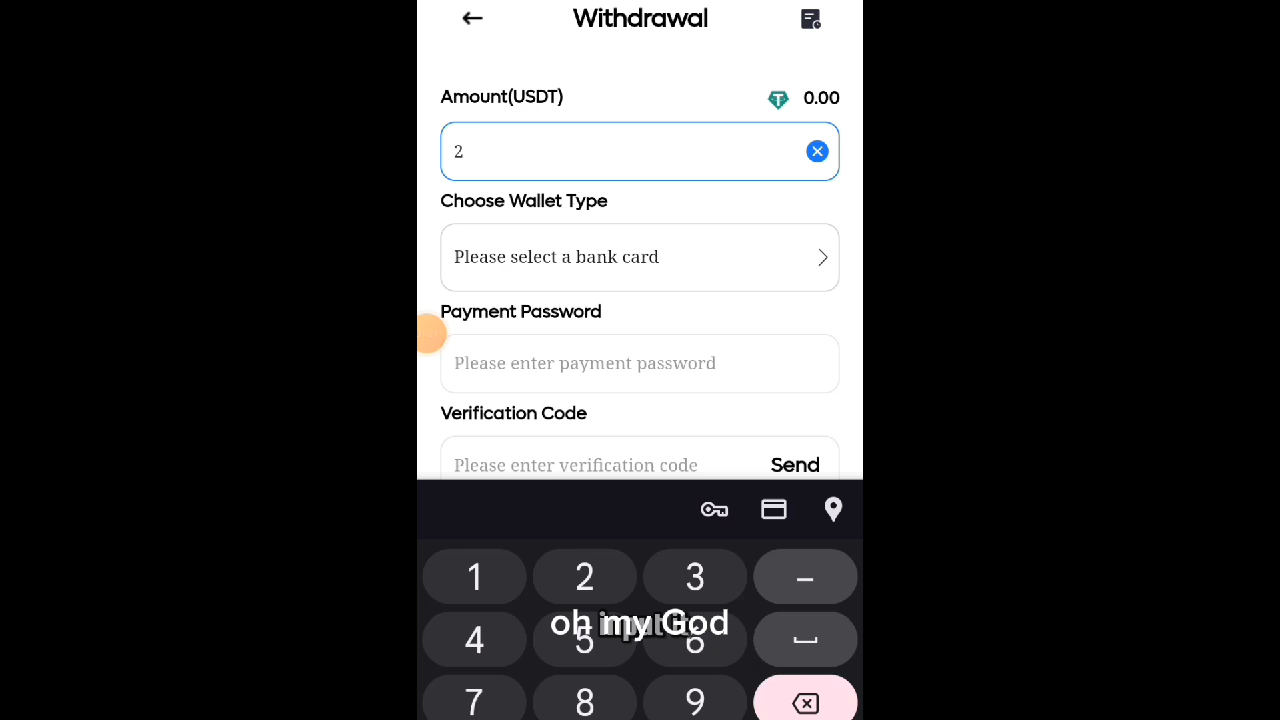 Withdrawal
Amount(USDT)
0.00
2
Choose Wallet Type
Please select a bank card
Payment Password
Please enter payment password
Verification Code
Please enter verification code
Send
1 2 3 –
oh my God
4 5 6
7 8 9